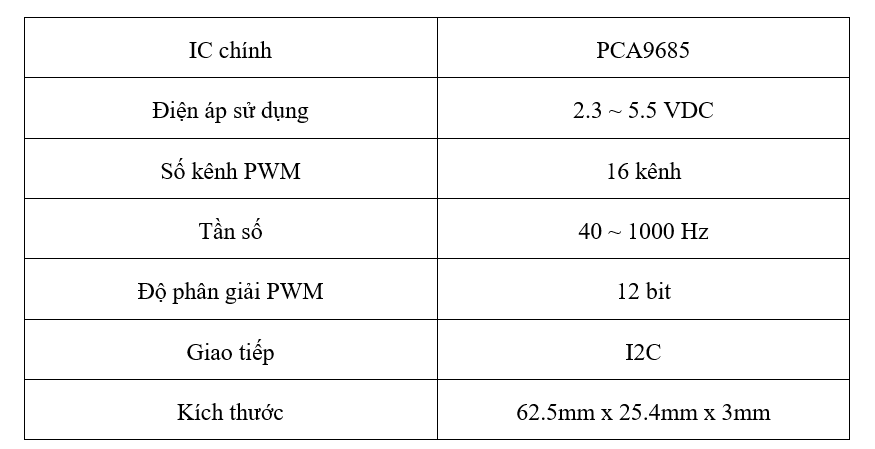 IC chính PCA9685
Điện áp sử dụng 2.3 ~ 5.5 VDC
Số kênh PWM 16 kênh
Tần số 40 ~ 1000 Hz
Độ phân giải PWM 12 bit
Giao tiếp I2C
Kích thước 62.5mm x 25.4mm x 3mm